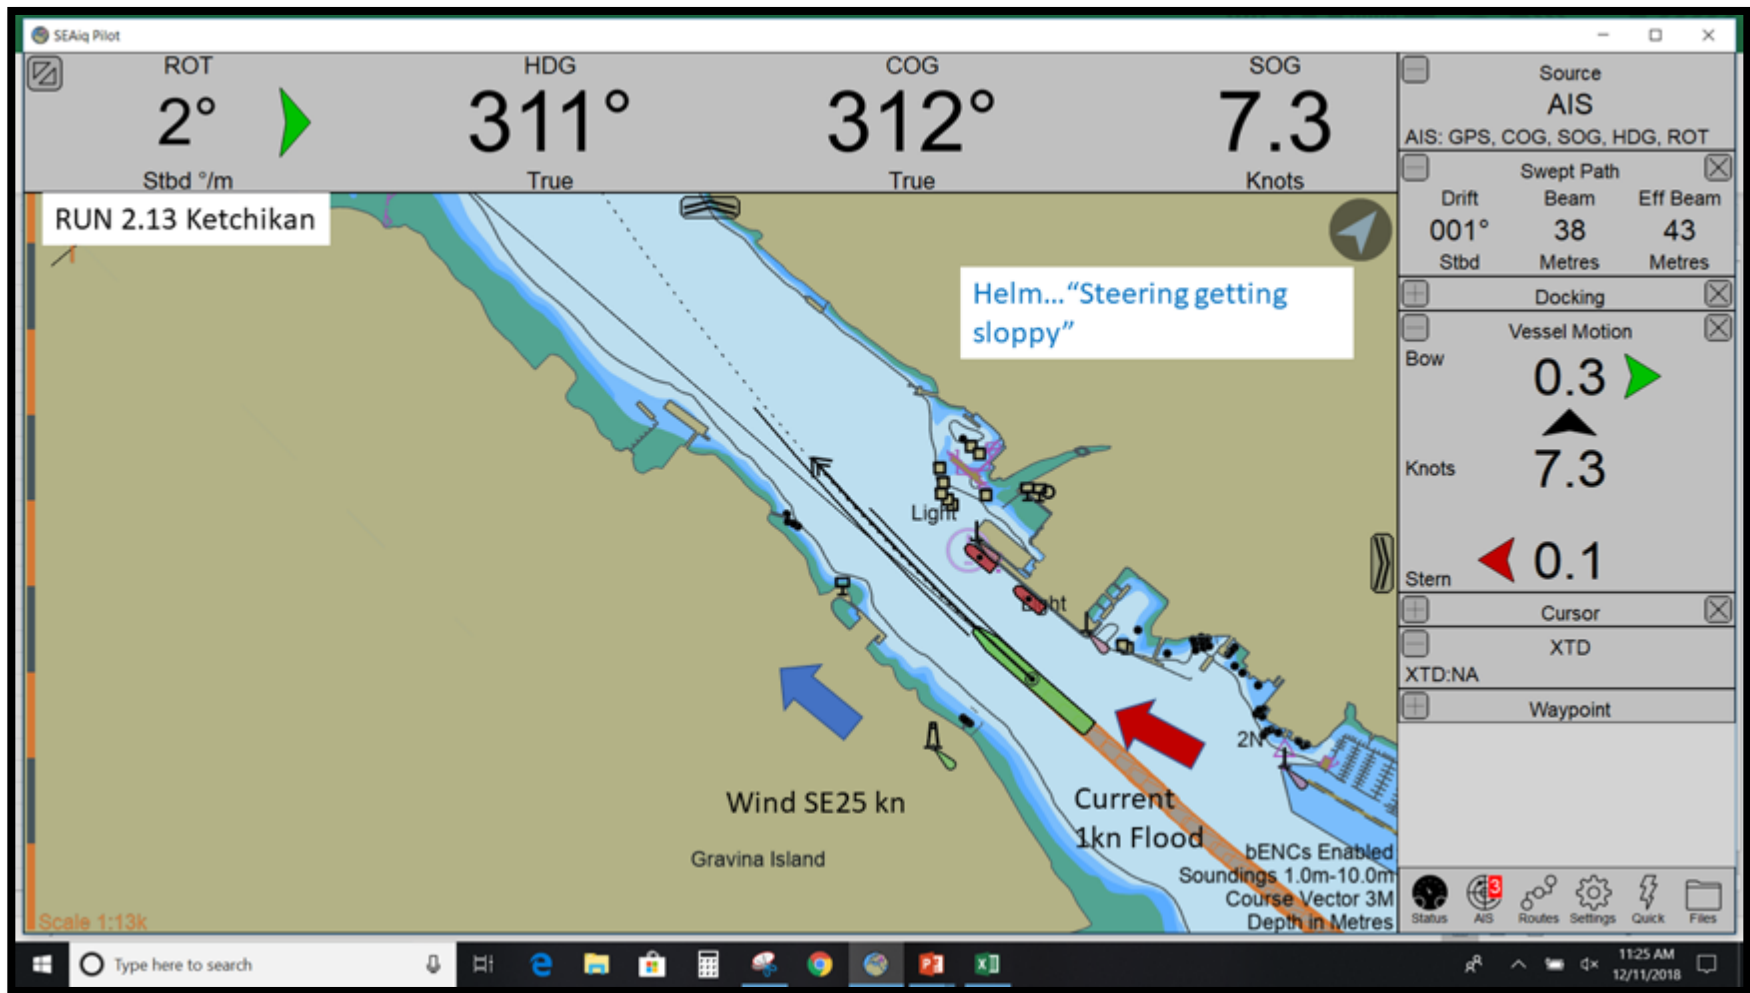 SEAiq Pilot
ROT
HDG
COG
SOG
2°
311°
312°
7.3
Stbd °/m
True
True
Knots
RUN 2.13 Ketchikan
Helm…“Steering getting
sloppy”
Light
Light
2N
Wind SE25 kn
Current
1kn Flood
Gravina Island
bENCs Enabled
Soundings 1.0m-10.0m
Course Vector 3M
Depth in Metres
Scale 1:13k
Source
AIS
AIS: GPS, COG, SOG, HDG, ROT
Swept Path
Drift Beam Eff Beam
001° 38 43
Stbd Metres Metres
Docking
Vessel Motion
Bow
0.3
Knots
7.3
Stern
0.1
Cursor
XTD
XTD:NA
Waypoint
3
Status AIS Routes Settings Quick Files
Type here to search
11:25 AM
12/11/2018